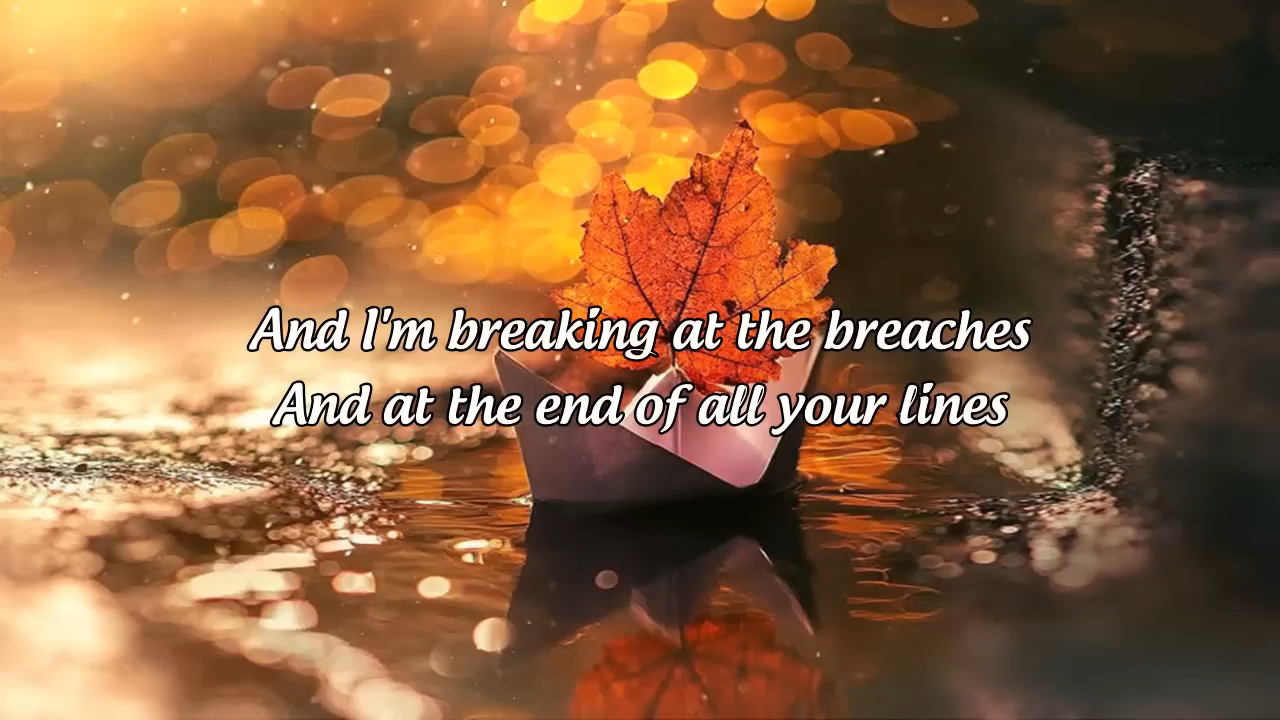 And I'm breaking at the breaches
And at the end of all your lines